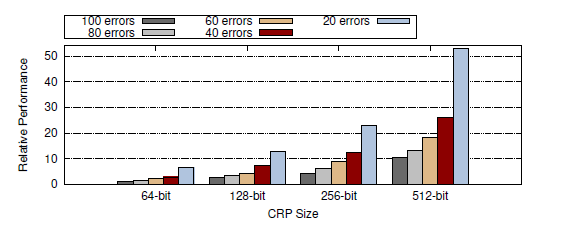 100 errors 60 errors 20 errors
80 errors 40 errors
50
40
30
20
10
0
Relative Performance
64-bit 128-bit 256-bit 512-bit
CRP Size